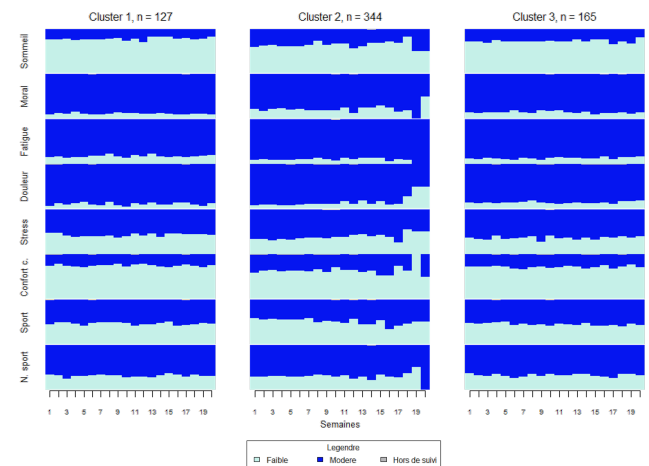 Cluster 1, n = 127
Cluster 2, n = 344
Cluster 3, n = 165
Sommeil
Moral
Fatigue
Douleur
Stress
Confort c.
Sport
N. sport
1 3 5 7 9 11 13 15 17 19
1 3 5 7 9 11 13 15 17 19
1 3 5 7 9 11 13 15 17 19
Semaines
Legendre
Faible Modere Hors de suivi